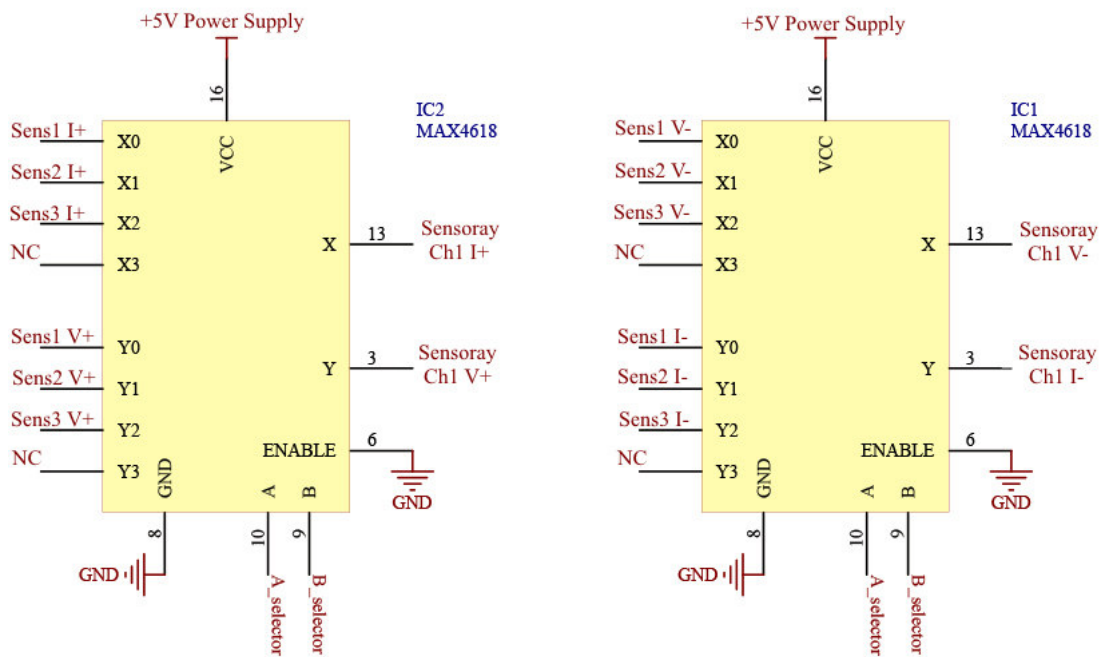 +5V Power Supply
16
VCC
IC2
MAX4618
Sens1 I+
X0
Sens2 I+
X1
Sens3 I+
X2
NC
X3
X
13
Sensoray
Ch1 I+
Sens1 V+
Y0
Sens2 V+
Y1
Sens3 V+
Y2
NC
Y3
Y
3
Sensoray
Ch1 V+
ENABLE
6
GND
GND
8
GND
A
10
A_selector
B
9
B_selector
+5V Power Supply
16
VCC
IC1
MAX4618
Sens1 V-
X0
Sens2 V-
X1
Sens3 V-
X2
NC
X3
X
13
Sensoray
Ch1 V-
Sens1 I-
Y0
Sens2 I-
Y1
Sens3 I-
Y2
NC
Y3
Y
3
Sensoray
Ch1 I-
ENABLE
6
GND
GND
8
GND
A
10
A_selector
B
9
B_selector